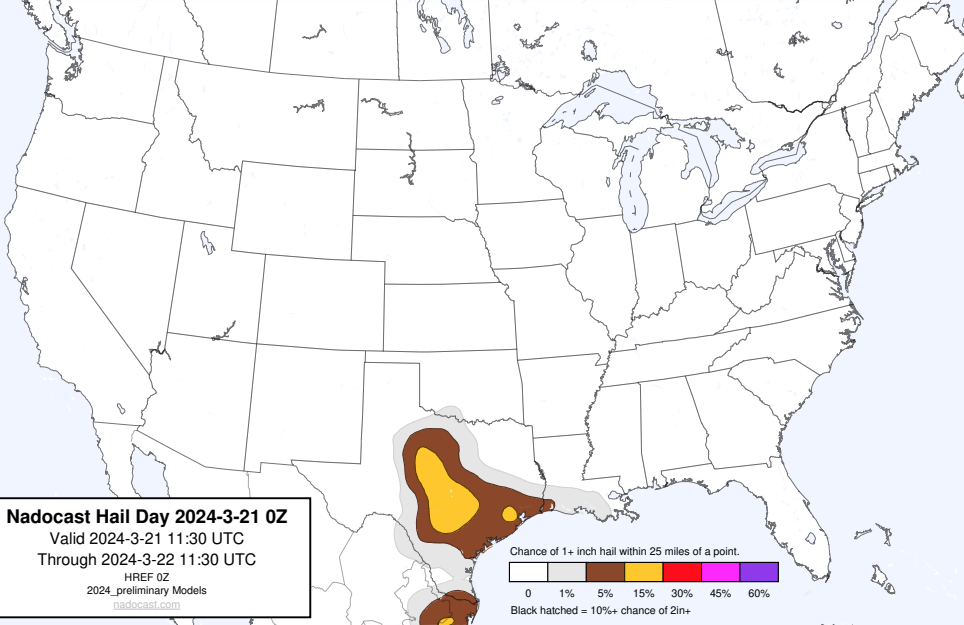 Nadocast Hail Day 2024-3-21 0Z
Valid 2024-3-21 11:30 UTC
Through 2024-3-22 11:30 UTC
HREF 0Z
2024_preliminary Models
nadocast.com
Chance of 1+ inch hail within 25 miles of a point.
0 1% 5% 15% 30% 45% 60%
Black hatched = 10%+ chance of 2in+